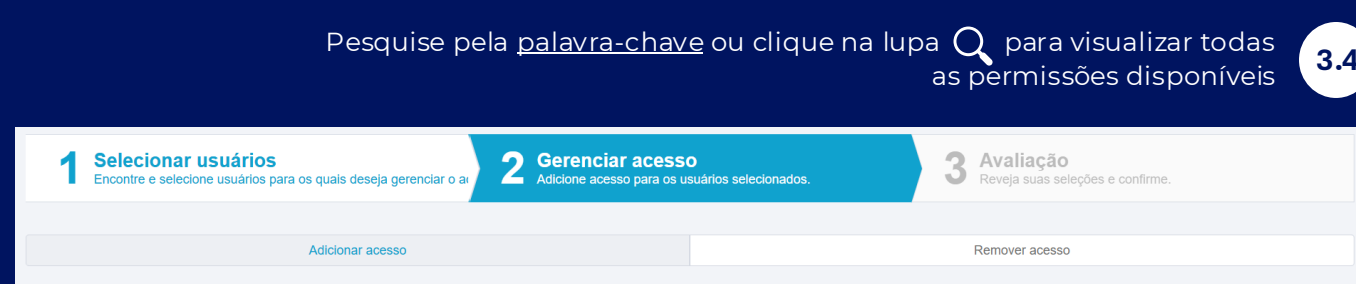 Pesquise pela palavra-chave ou clique na lupa para visualizar todas
as permissões disponíveis
3.4
1 Selecionar usuários
Encontre e selecione usuários para os quais deseja gerenciar o
2 Gerenciar acesso
Adicione acesso para os usuários selecionados.
3 Avaliação
Reveja suas seleções e confirme.
Adicionar acesso
Remover acesso